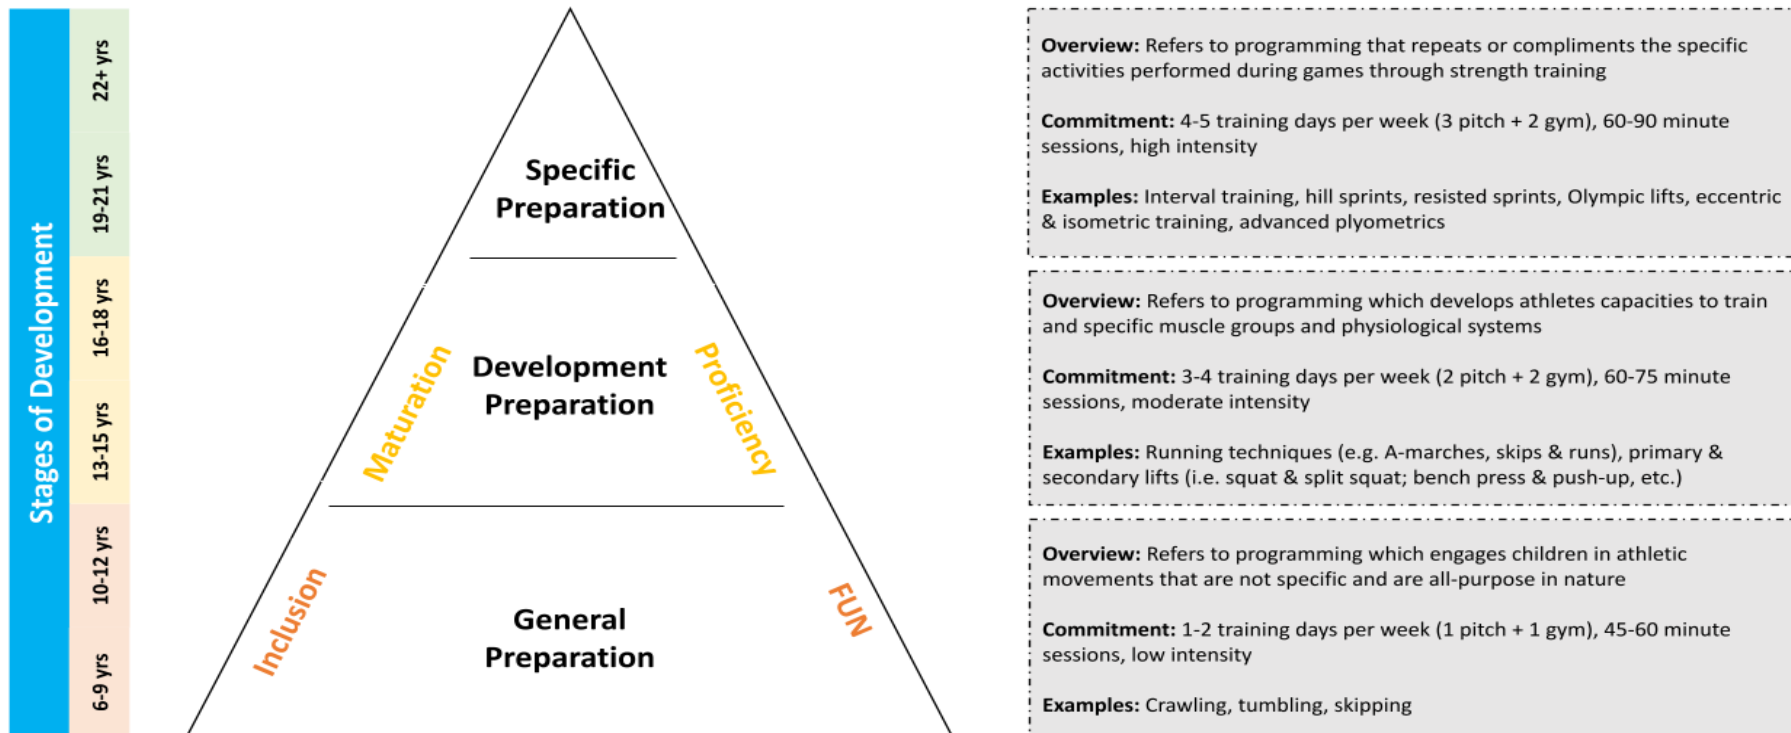 Stages of Development
22+ yrs
19-21 yrs
16-18 yrs
13-15 yrs
10-12 yrs
6-9 yrs
Specific
Preparation
Maturation
Development
Preparation
Proficiency
Inclusion
General
Preparation
FUN
Overview: Refers to programming that repeats or compliments the specific
activities performed during games through strength training
Commitment: 4-5 training days per week (3 pitch + 2 gym), 60-90 minute
sessions, high intensity
Examples: Interval training, hill sprints, resisted sprints, Olympic lifts, eccentric
& isometric training, advanced plyometrics
Overview: Refers to programming which develops athletes capacities to train
and specific muscle groups and physiological systems
Commitment: 3-4 training days per week (2 pitch + 2 gym), 60-75 minute
sessions, moderate intensity
Examples: Running techniques (e.g. A-marches, skips & runs), primary &
secondary lifts (i.e. squat & split squat; bench press & push-up, etc.)
Overview: Refers to programming which engages children in athletic
movements that are not specific and are all-purpose in nature
Commitment: 1-2 training days per week (1 pitch + 1 gym), 45-60 minute
sessions, low intensity
Examples: Crawling, tumbling, skipping